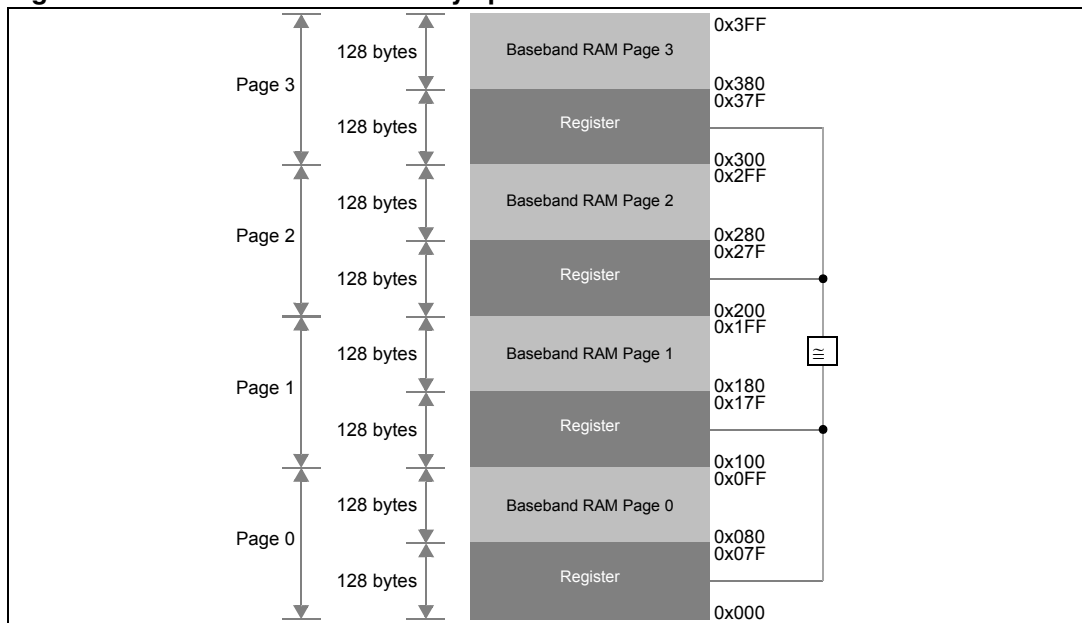 0x3FF
128 bytes
Baseband RAM Page 3
Page 3
0x380
0x37F
128 bytes
Register
0x300
0x2FF
128 bytes
Baseband RAM Page 2
Page 2
0x280
0x27F
128 bytes
Register
0x200
0x1FF
128 bytes
Baseband RAM Page 1
≅
Page 1
0x180
0x17F
128 bytes
Register
0x100
0x0FF
128 bytes
Baseband RAM Page 0
Page 0
0x080
0x07F
128 bytes
Register
0x000